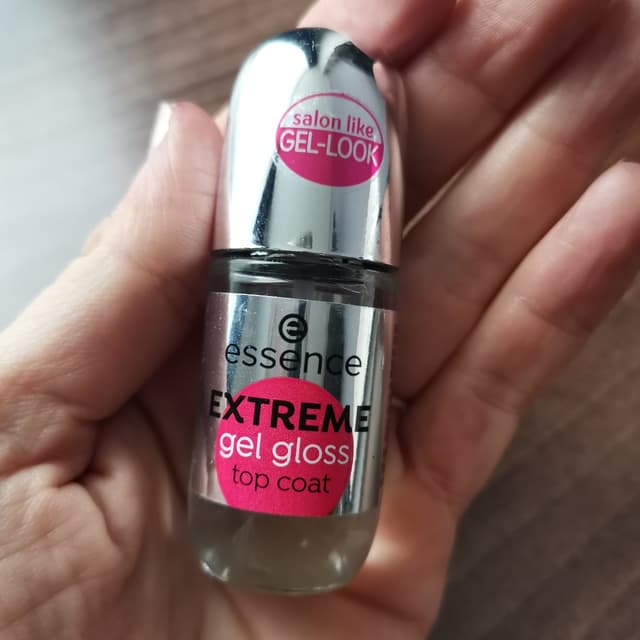 salon like
GEL-LOOK
essence
EXTREME
gel gloss
top coat